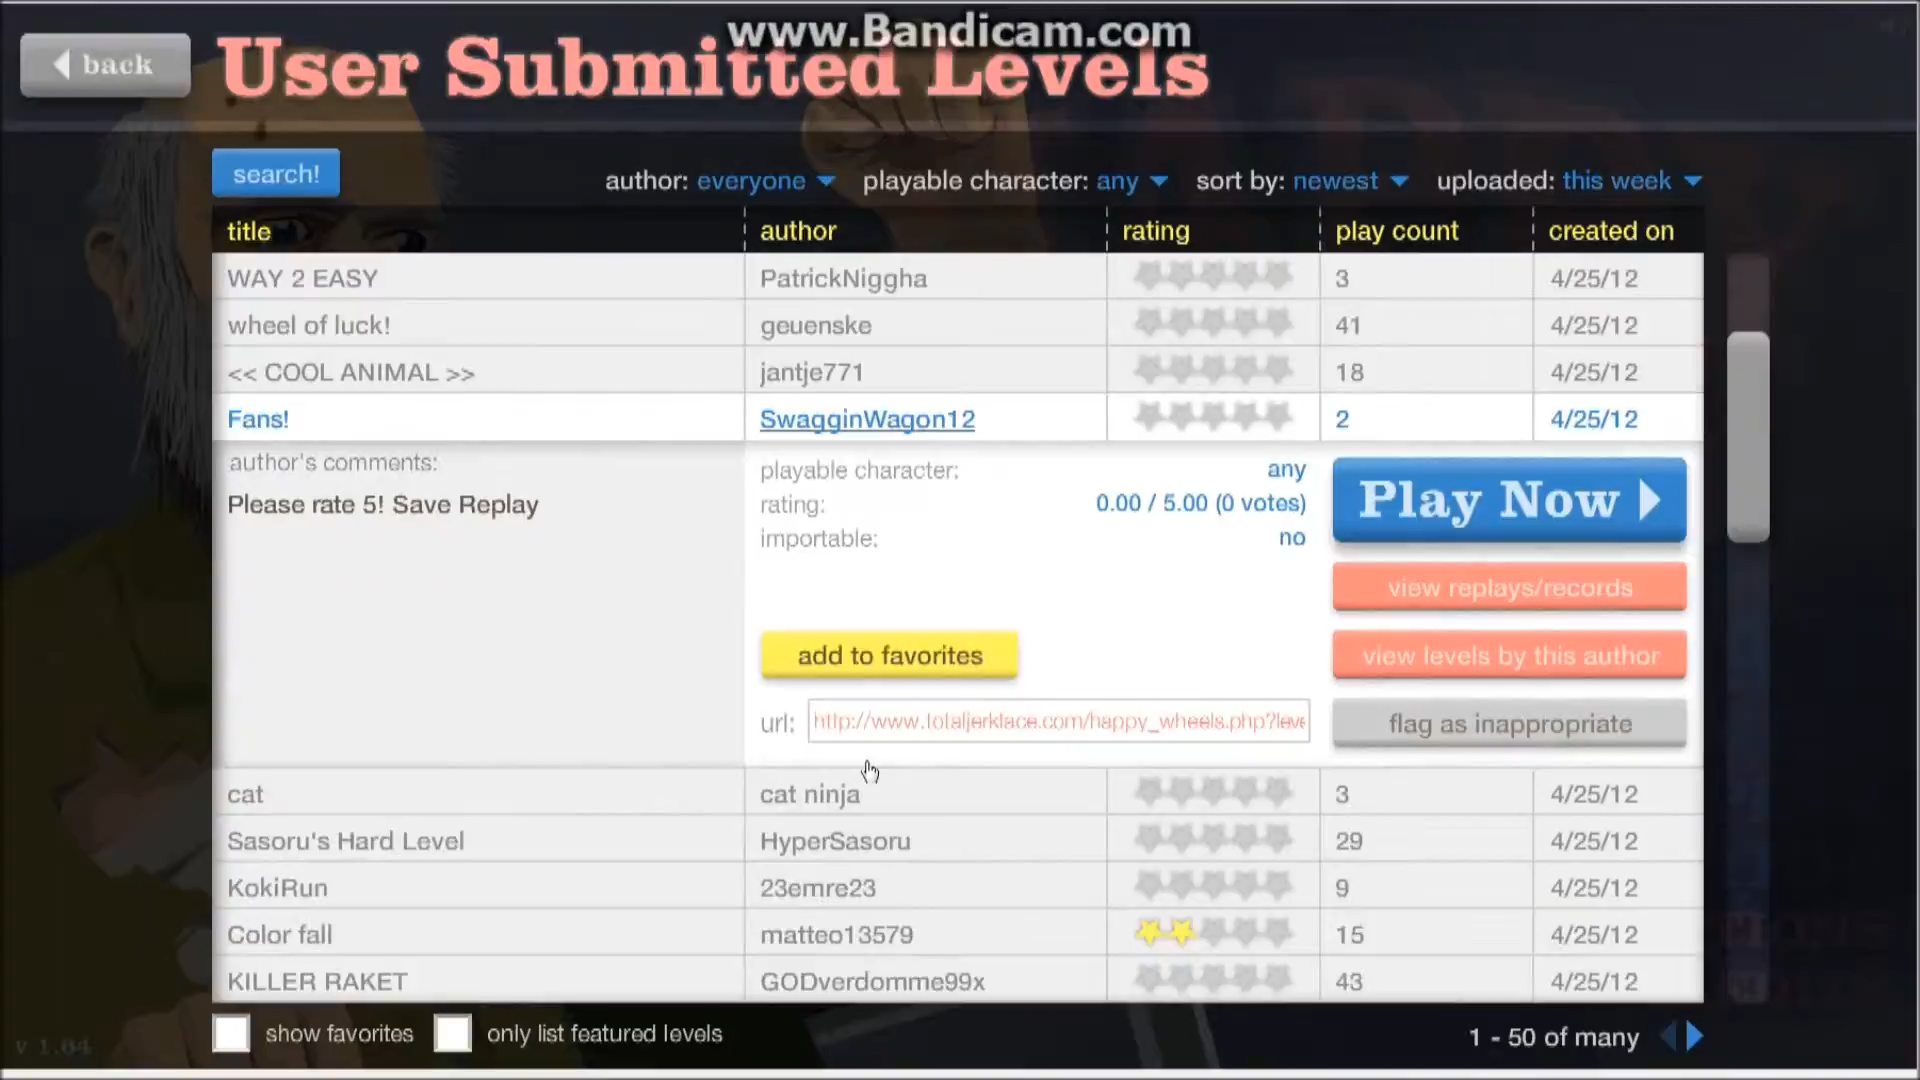 www.Bandicam.com
back
User Submitted Levels
search!
author: everyone playable character: any sort by: newest uploaded: this week
title author rating play count created on
WAY 2 EASY PatrickNiggha 3 4/25/12
wheel of luck! geuenske 41 4/25/12
<< COOL ANIMAL >> jantje771 18 4/25/12
Fans! SwagginWagon12 2 4/25/12
author's comments:
Please rate 5! Save Replay
playable character: any
rating: 0.00 / 5.00 (0 votes)
importable: no
Play Now
view replays/records
add to favorites
view levels by this author
url: http://www.totaljerkface.com/happy_wheels.php?leve
flag as inappropriate
cat cat ninja 3 4/25/12
Sasoru's Hard Level HyperSasoru 29 4/25/12
KokiRun 23emre23 9 4/25/12
Color fall matteo13579 15 4/25/12
KILLER RAKET GODverdomme99x 43 4/25/12
show favorites only list featured levels
1 - 50 of many
v 1.64